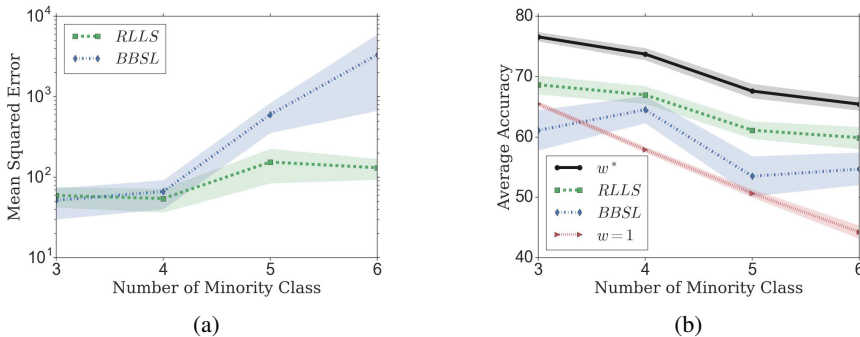 10^4
10^3
10^2
10^1
Mean Squared Error
RLLS
BBSL
3 4 5 6
Number of Minority Class
(a)
80
70
60
50
40
Average Accuracy
w*
RLLS
BBSL
w = 1
3 4 5 6
Number of Minority Class
(b)